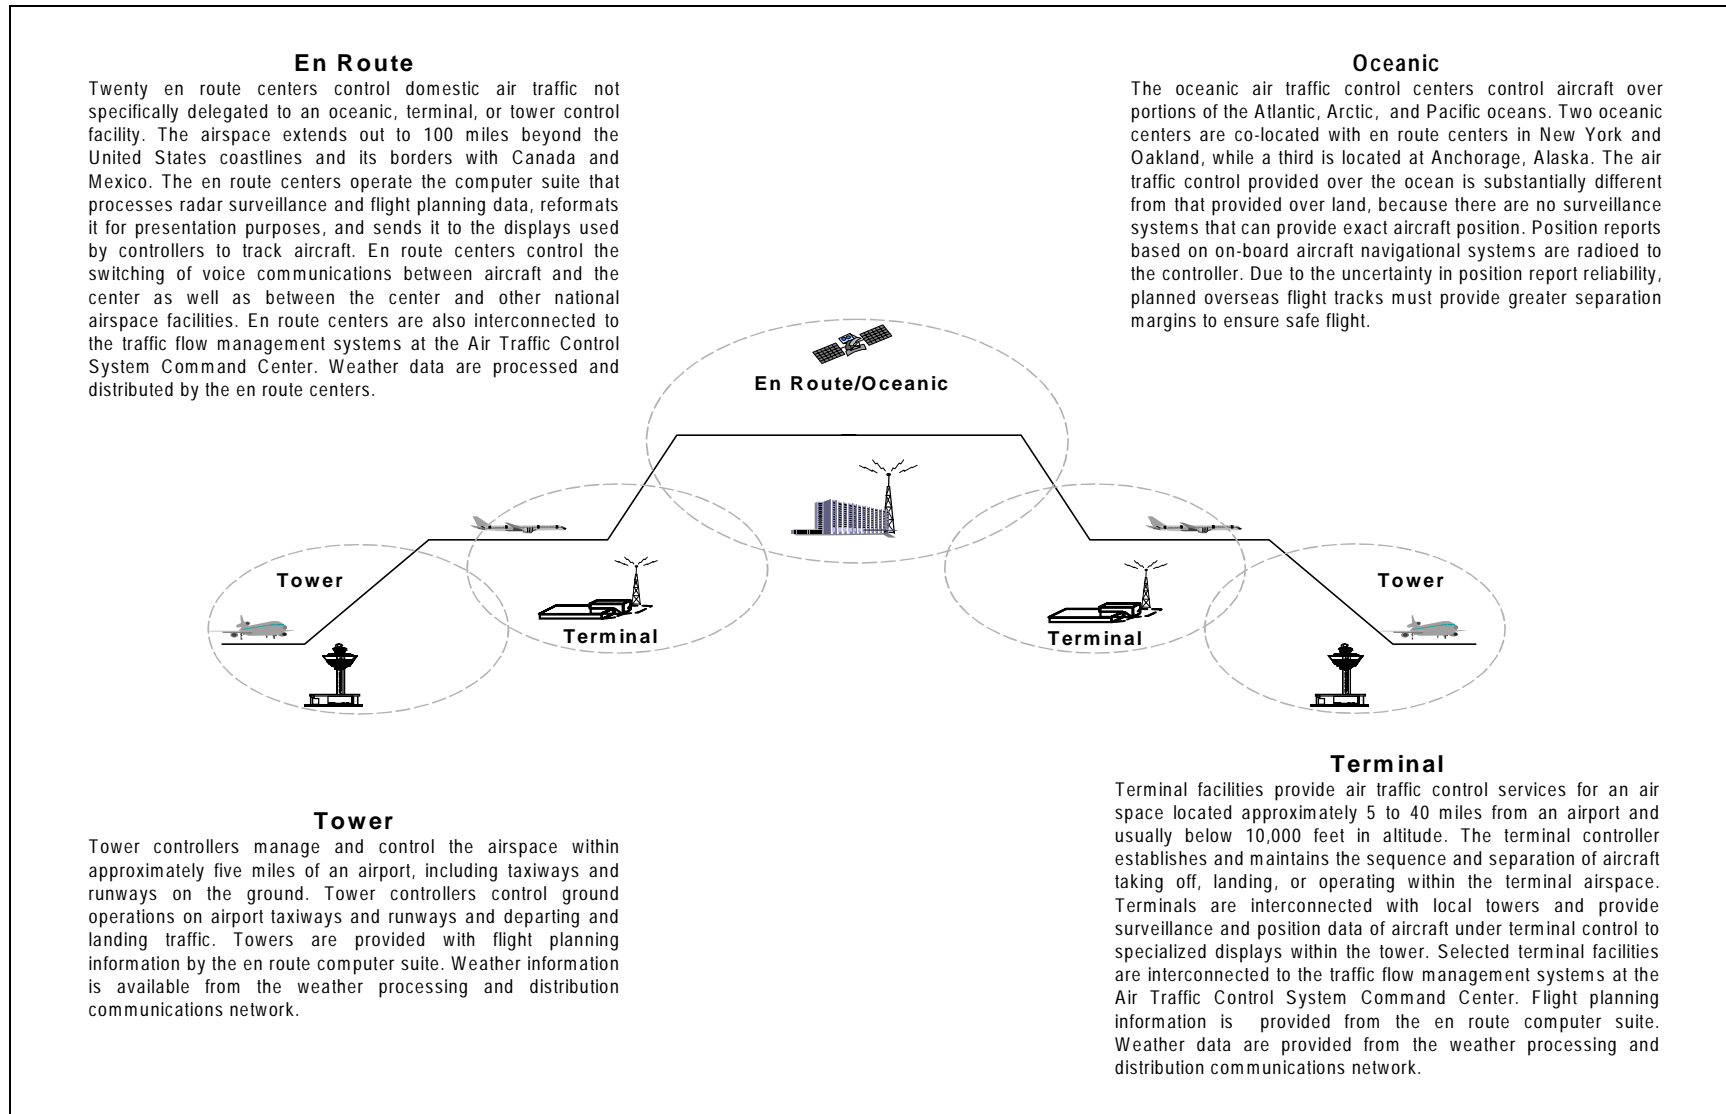 En Route
Twenty en route centers control domestic air traffic not
specifically delegated to an oceanic, terminal, or tower control
facility. The airspace extends out to 100 miles beyond the
United States coastlines and its borders with Canada and
Mexico. The en route centers operate the computer suite that
processes radar surveillance and flight planning data, reformats
it for presentation purposes, and sends it to the displays used
by controllers to track aircraft. En route centers control the
switching of voice communications between aircraft and the
center as well as between the center and other national
airspace facilities. En route centers are also interconnected to
the traffic flow management systems at the Air Traffic Control
System Command Center. Weather data are processed and
distributed by the en route centers.
Oceanic
The oceanic air traffic control centers control aircraft over
portions of the Atlantic, Arctic, and Pacific oceans. Two oceanic
centers are co-located with en route centers in New York and
Oakland, while a third is located at Anchorage, Alaska. The air
traffic control provided over the ocean is substantially different
from that provided over land, because there are no surveillance
systems that can provide exact aircraft position. Position reports
based on on-board aircraft navigational systems are radioed to
the controller. Due to the uncertainty in position report reliability,
planned overseas flight tracks must provide greater separation
margins to ensure safe flight.
En Route/Oceanic
Tower
Terminal
Terminal
Tower
Tower
Tower controllers manage and control the airspace within
approximately five miles of an airport, including taxiways and
runways on the ground. Tower controllers control ground
operations on airport taxiways and runways and departing and
landing traffic. Towers are provided with flight planning
information by the en route computer suite. Weather information
is available from the weather processing and distribution
communications network.
Terminal
Terminal facilities provide air traffic control services for an air
space located approximately 5 to 40 miles from an airport and
usually below 10,000 feet in altitude. The terminal controller
establishes and maintains the sequence and separation of aircraft
taking off, landing, or operating within the terminal airspace.
Terminals are interconnected with local towers and provide
surveillance and position data of aircraft under terminal control to
specialized displays within the tower. Selected terminal facilities
are interconnected to the traffic flow management systems at the
Air Traffic Control System Command Center. Flight planning
information is provided from the en route computer suite.
Weather data are provided from the weather processing and
distribution communications network.